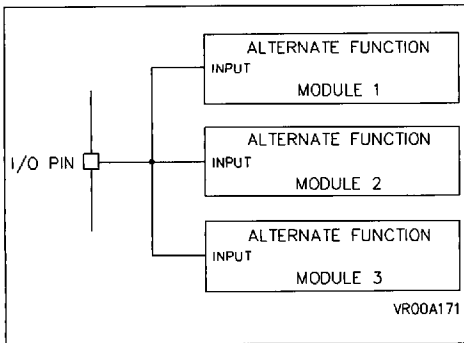 ALTERNATE FUNCTION
INPUT
MODULE 1
ALTERNATE FUNCTION
I/O PIN
INPUT
MODULE 2
ALTERNATE FUNCTION
INPUT
MODULE 3
VR00A171